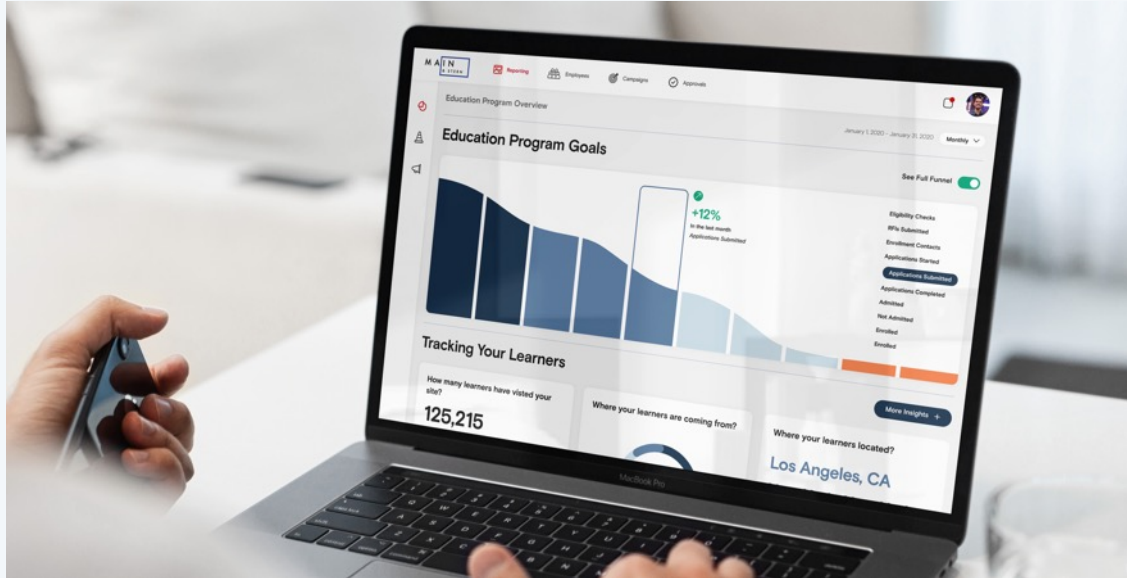 MAIN
& STERN
Reporting
Employees
Campaigns
Approvals
Education Program Overview
January 1, 2020 - January 31, 2020
Monthly
Education Program Goals
See Full Funnel
+12%
in the last month
Applications Submitted
Eligibility Checks
RFIs Submitted
Enrollment Contacts
Applications Started
Applications Submitted
Applications Completed
Admitted
Not Admitted
Enrolled
Enrolled
Tracking Your Learners
More Insights +
How many learners have visted your
site?
125,215
Where your learners are coming from?
Where your learners located?
Los Angeles, CA
MacBook Pro